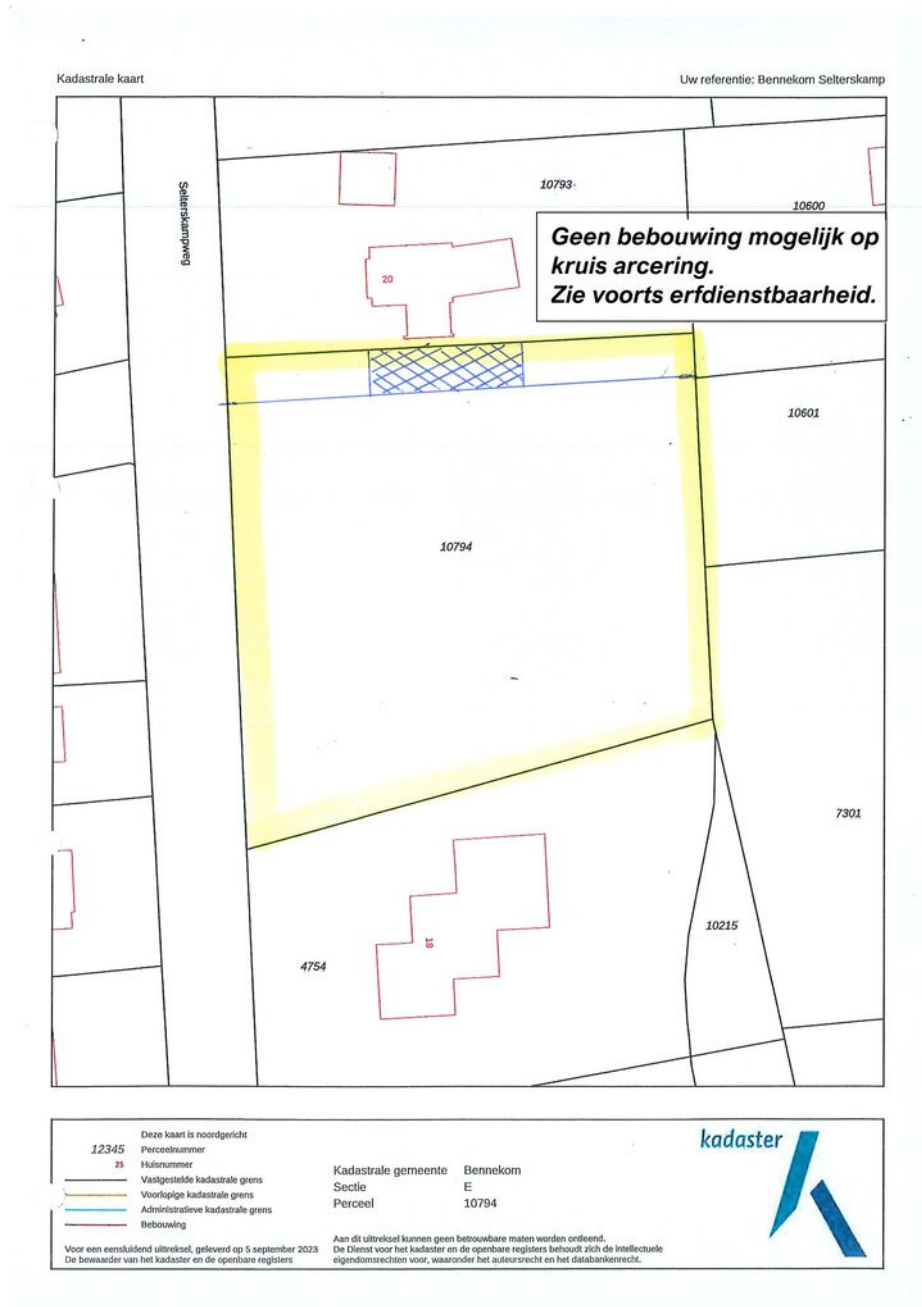 Kadastrale kaart
Uw referentie: Bennekom Selterskamp
Selterskampweg
10793
10600
Geen bebouwing mogelijk op
kruis arcering.
Zie voorts erfdienstbaarheid.
20
10601
10794
7301
10215
18
4754
Deze kaart is noordgericht
12345 Perceelnummer
25 Huisnummer
Vastgestelde kadastrale grens
Voorlopige kadastrale grens
Administratieve kadastrale grens
Bebouwing
Voor een eensluidend uittreksel, geleverd op 5 september 2023
De bewaarder van het kadaster en de openbare registers
Kadastrale gemeente Bennekom
Sectie E
Perceel 10794
Aan dit uittreksel kunnen geen betrouwbare maten worden ontleend.
De Dienst voor het kadaster en de openbare registers behoudt zich de intellectuele
eigendomsrechten voor, waaronder het auteursrecht en het databankenrecht.
kadaster